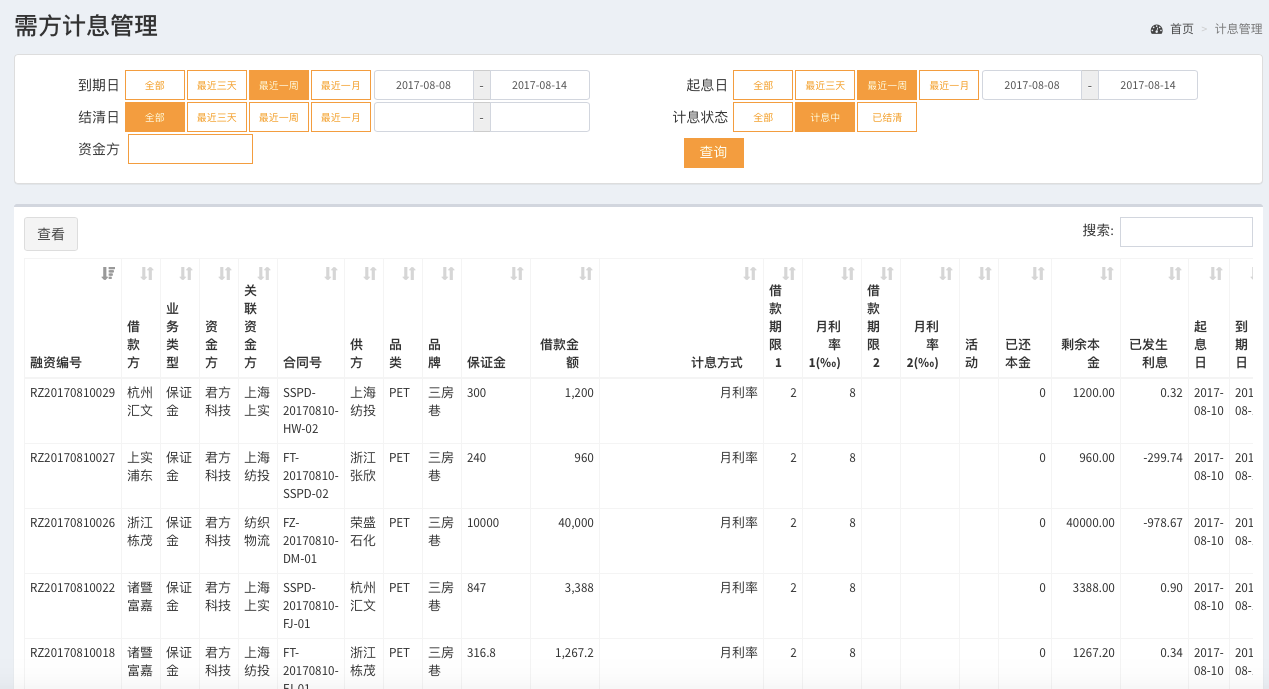 需方计息管理
首页 > 计息管理
到期日 全部 最近三天 最近一周 最近一月 2017-08-08 - 2017-08-14
起息日 全部 最近三天 最近一周 最近一月 2017-08-08 - 2017-08-14
结清日 全部 最近三天 最近一周 最近一月 -
计息状态 全部 计息中 已结清
资金方
查询
查看
搜索:
融资编号 借款方 业务类型 资金方 关联资金方 合同号 供方 品类 品牌 保证金 借款金额 计息方式 借款期限1 月利率1(‰) 借款期限2 月利率2(‰) 活动 已还本金 剩余本金 已发生利息 起息日 到期日
RZ20170810029 杭州汇文 保证金 君方科技 上海上实 SSPD-20170810-HW-02 上海纺投 PET 三房巷 300 1,200 月利率 2 8 0 1200.00 0.32 2017-08-10 201 08-
RZ20170810027 上实浦东 保证金 君方科技 上海纺投 FT-20170810-SSPD-02 浙江张欣 PET 三房巷 240 960 月利率 2 8 0 960.00 -299.74 2017-08-10 201 08-
RZ20170810026 浙江栋茂 保证金 君方科技 纺织物流 FZ-20170810-DM-01 荣盛石化 PET 三房巷 10000 40,000 月利率 2 8 0 40000.00 -978.67 2017-08-10 201 08-
RZ20170810022 诸暨富嘉 保证金 君方科技 上海上实 SSPD-20170810-FJ-01 杭州汇文 PET 三房巷 847 3,388 月利率 2 8 0 3388.00 0.90 2017-08-10 201 08-
RZ20170810018 诸暨富嘉 保证金 君方科技 上海纺投 FT-20170810- 浙江栋茂 PET 三房巷 316.8 1,267.2 月利率 2 8 0 1267.20 0.34 2017-08-10 201 08-